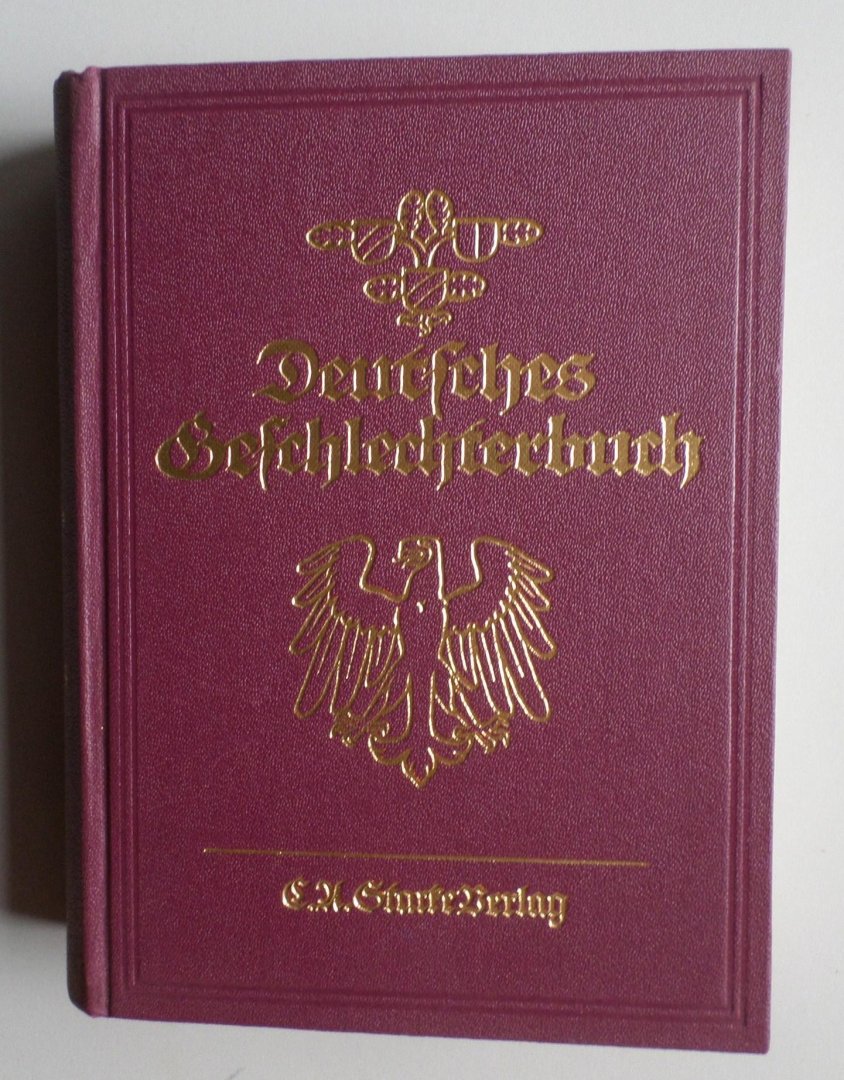 Deutſches
Geſchlechterbuch
C.A. Starke Verlag